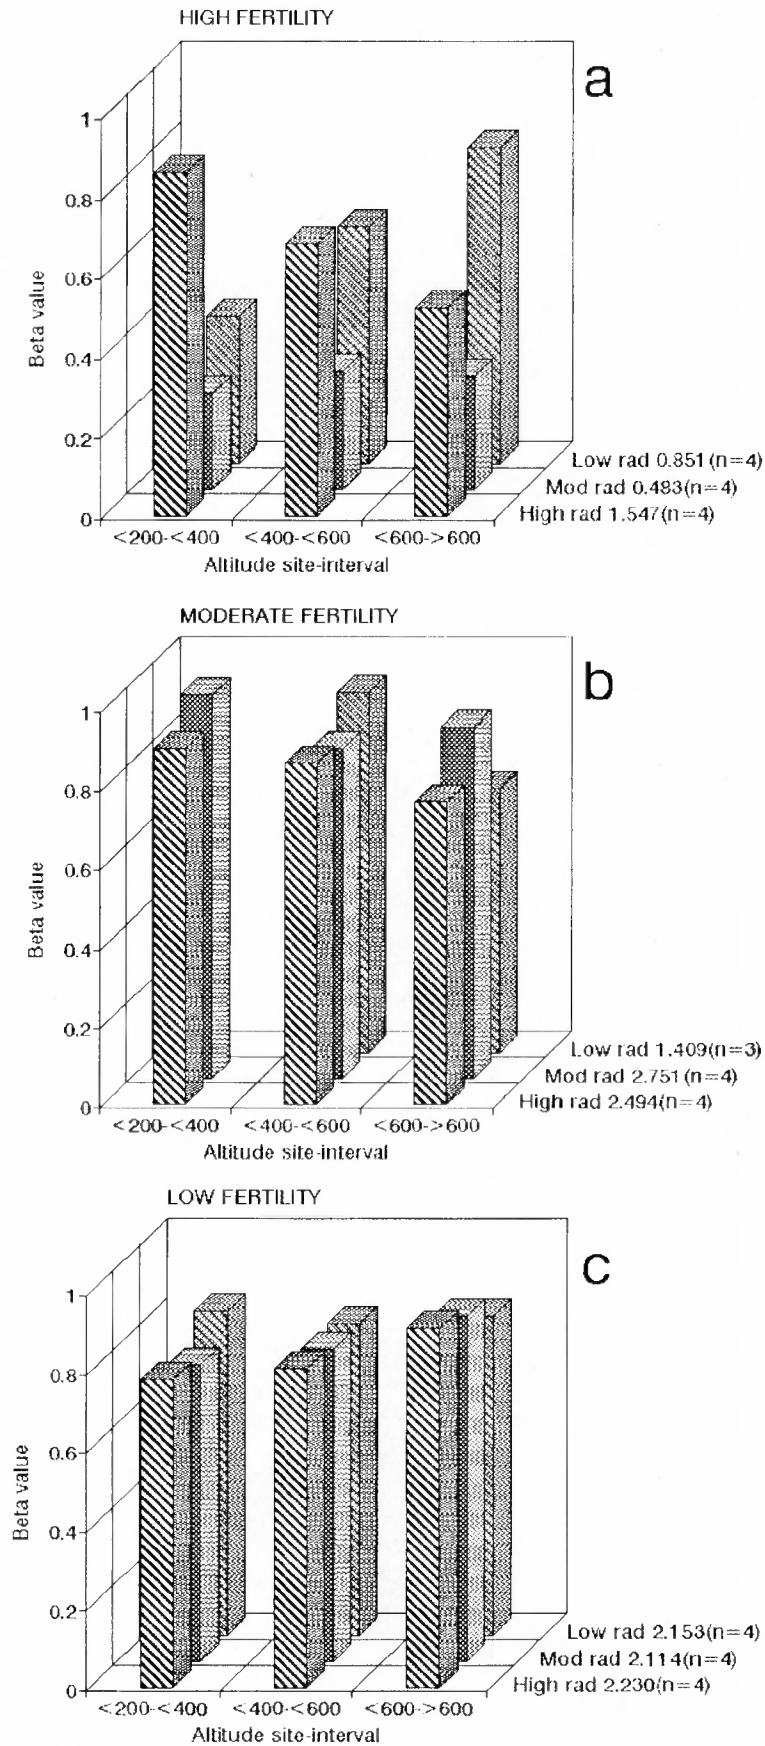 HIGH FERTILITY
a
1
0.8
0.6
0.4
0.2
0
Beta value
Low rad 0.851(n=4)
Mod rad 0.483(n=4)
High rad 1.547(n=4)
<200-<400 <400-<600 <600->600
Altitude site-interval
MODERATE FERTILITY
b
1
0.8
0.6
0.4
0.2
0
Beta value
Low rad 1.409(n=3)
Mod rad 2.751(n=4)
High rad 2.494(n=4)
<200-<400 <400-<600 <600->600
Altitude site-interval
LOW FERTILITY
c
1
0.8
0.6
0.4
0.2
0
Beta value
Low rad 2.153(n=4)
Mod rad 2.114(n=4)
High rad 2.230(n=4)
<200-<400 <400-<600 <600->600
Altitude site-interval